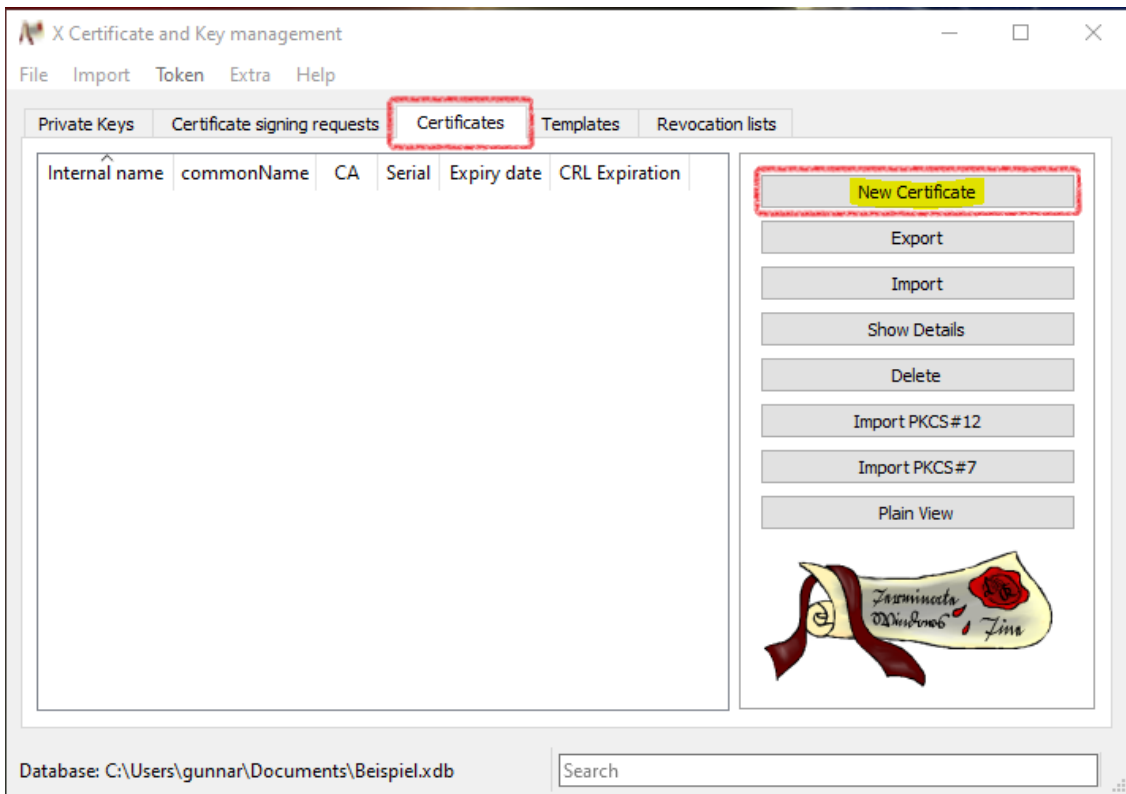 X Certificate and Key management
File Import Token Extra Help
Private Keys Certificate signing requests Certificates Templates Revocation lists
Internal name commonName CA Serial Expiry date CRL Expiration
New Certificate
Export
Import
Show Details
Delete
Import PKCS#12
Import PKCS#7
Plain View
Windows
Database: C:\Users\gunnar\Documents\Beispiel.xdb
Search